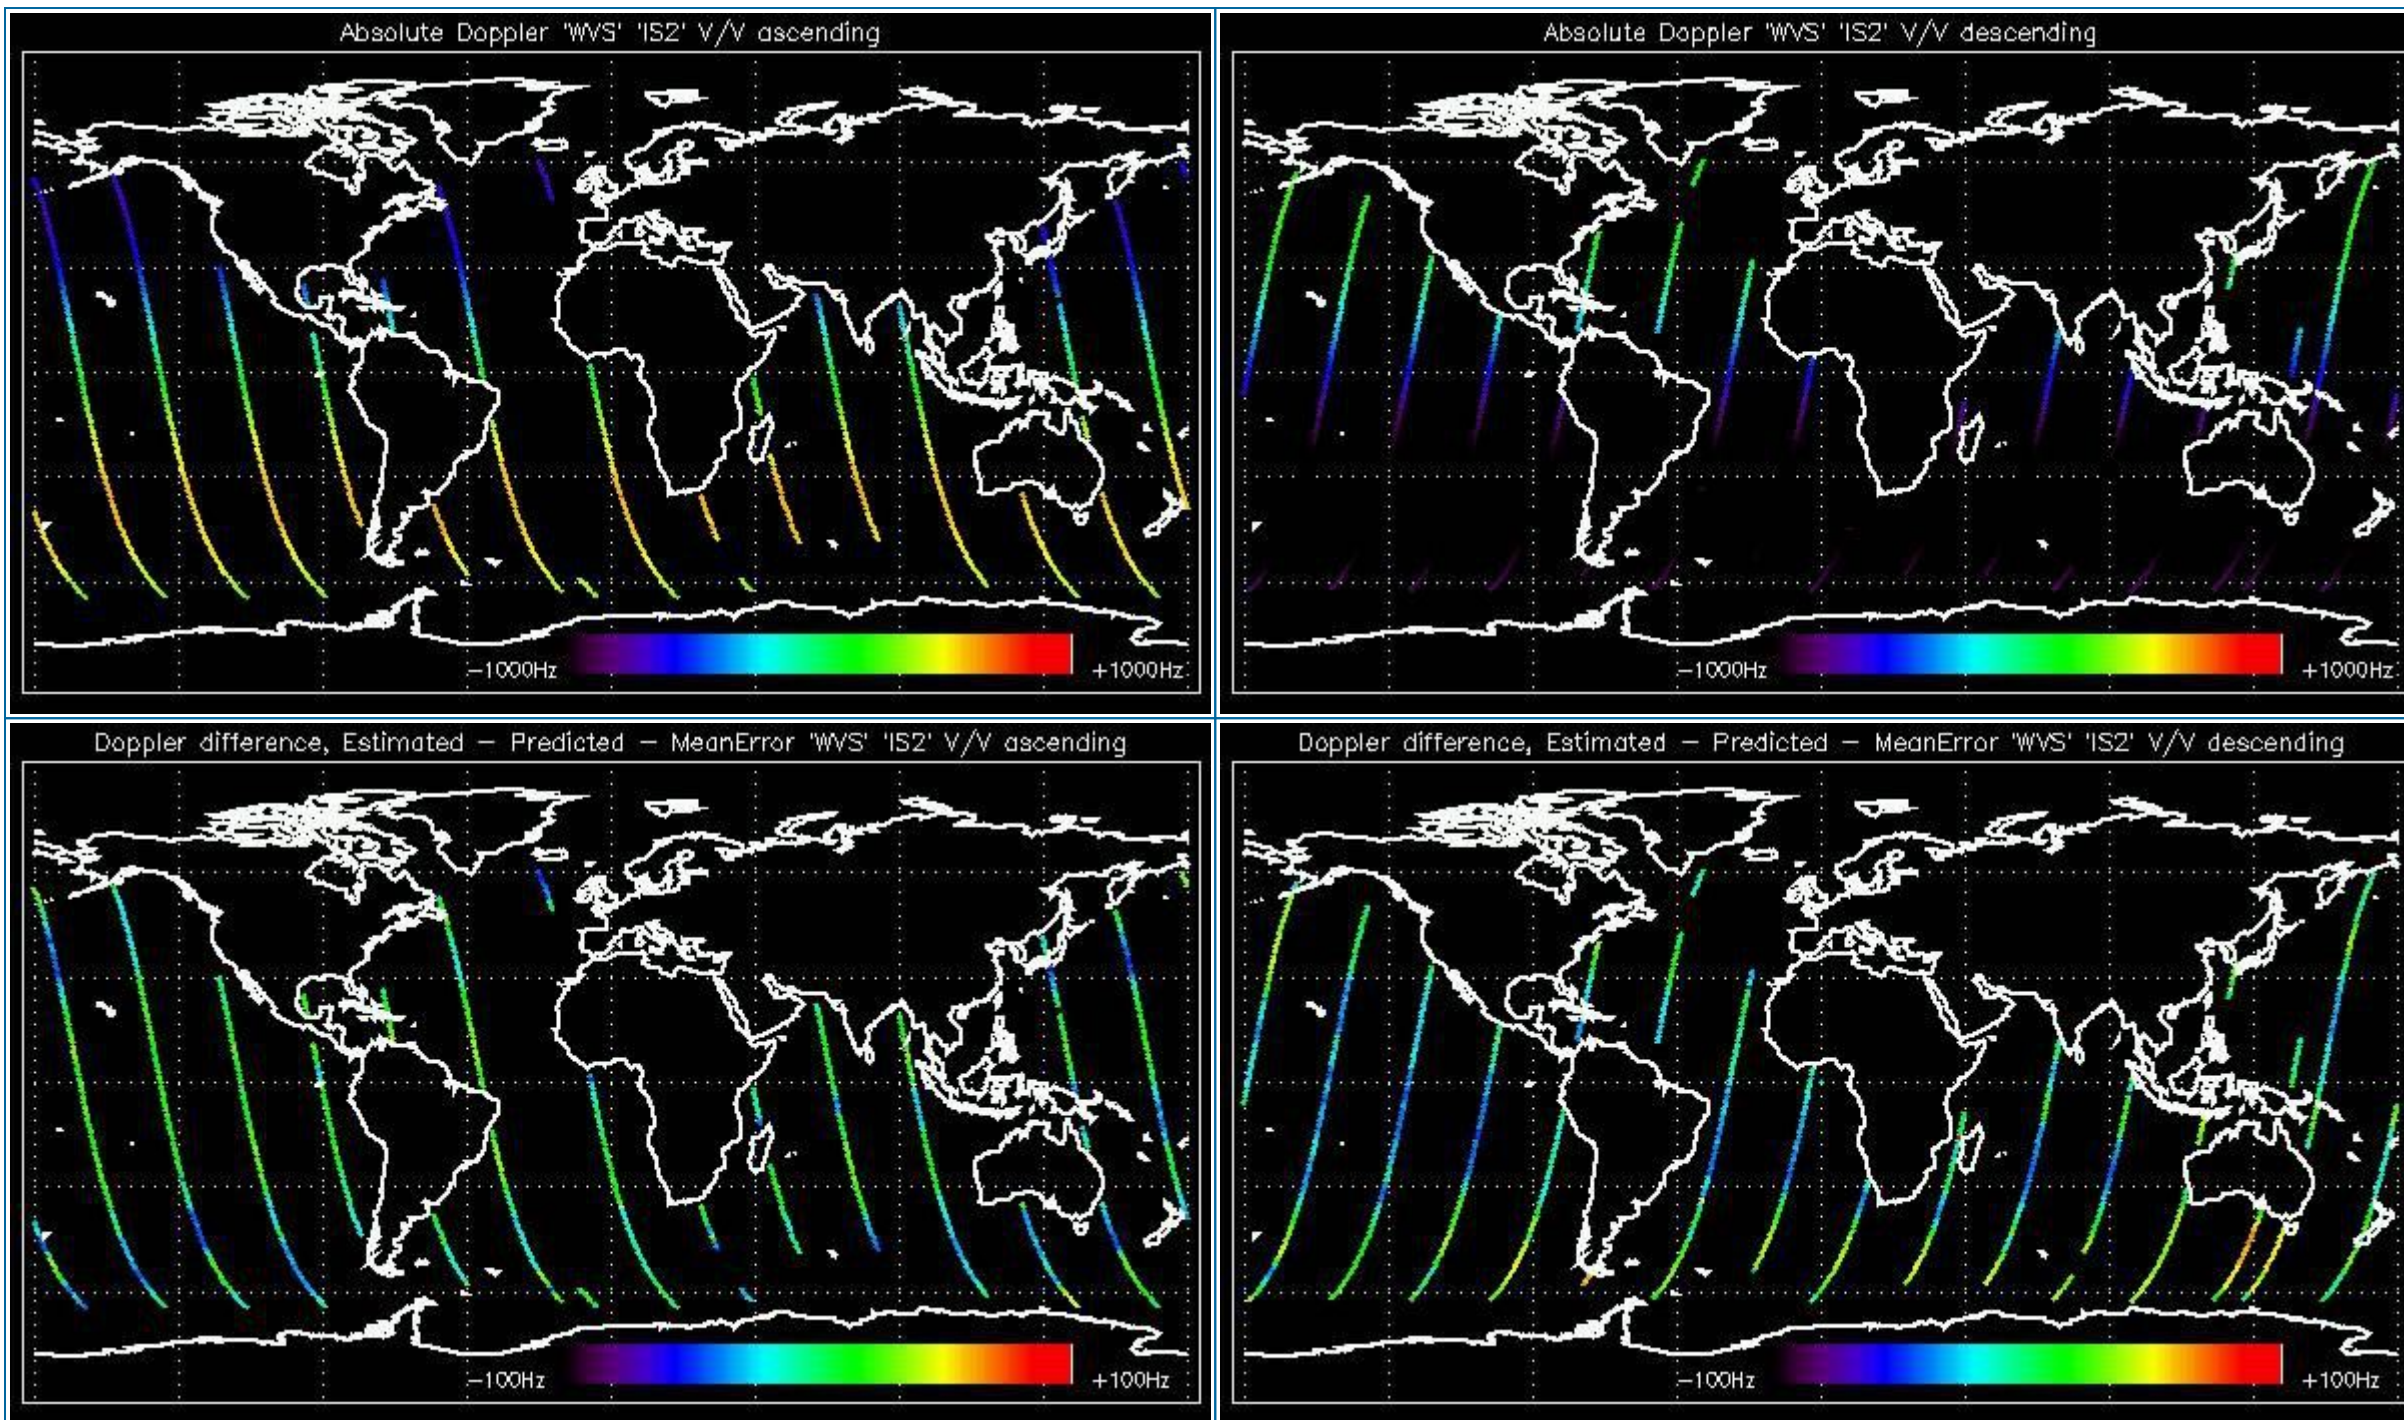 Absolute Doppler 'WVS' 'IS2' V/V ascending
-1000Hz
+1000Hz
Absolute Doppler 'WVS' 'IS2' V/V descending
-1000Hz
+1000Hz
Doppler difference, Estimated - Predicted - MeanError 'WVS' 'IS2' V/V ascending
-100Hz
+100Hz
Doppler difference, Estimated - Predicted - MeanError 'WVS' 'IS2' V/V descending
-100Hz
+100Hz